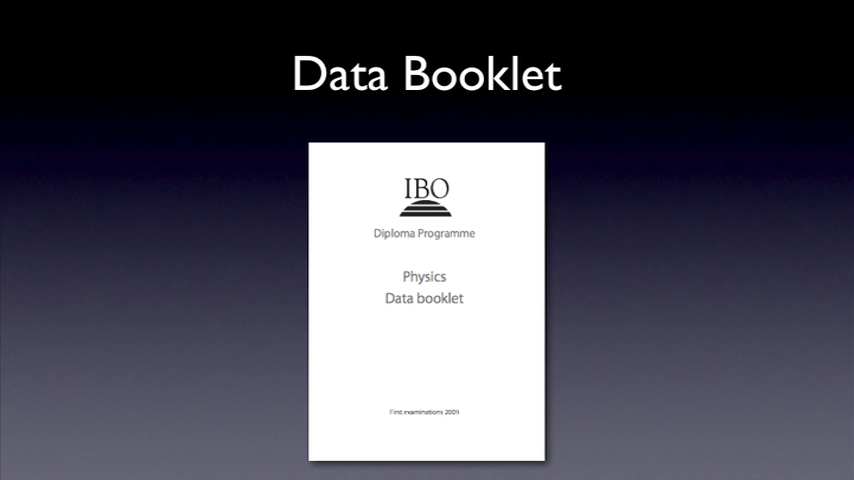 Data Booklet
IBO
Diploma Programme
Physics
Data booklet
First examinations 2009